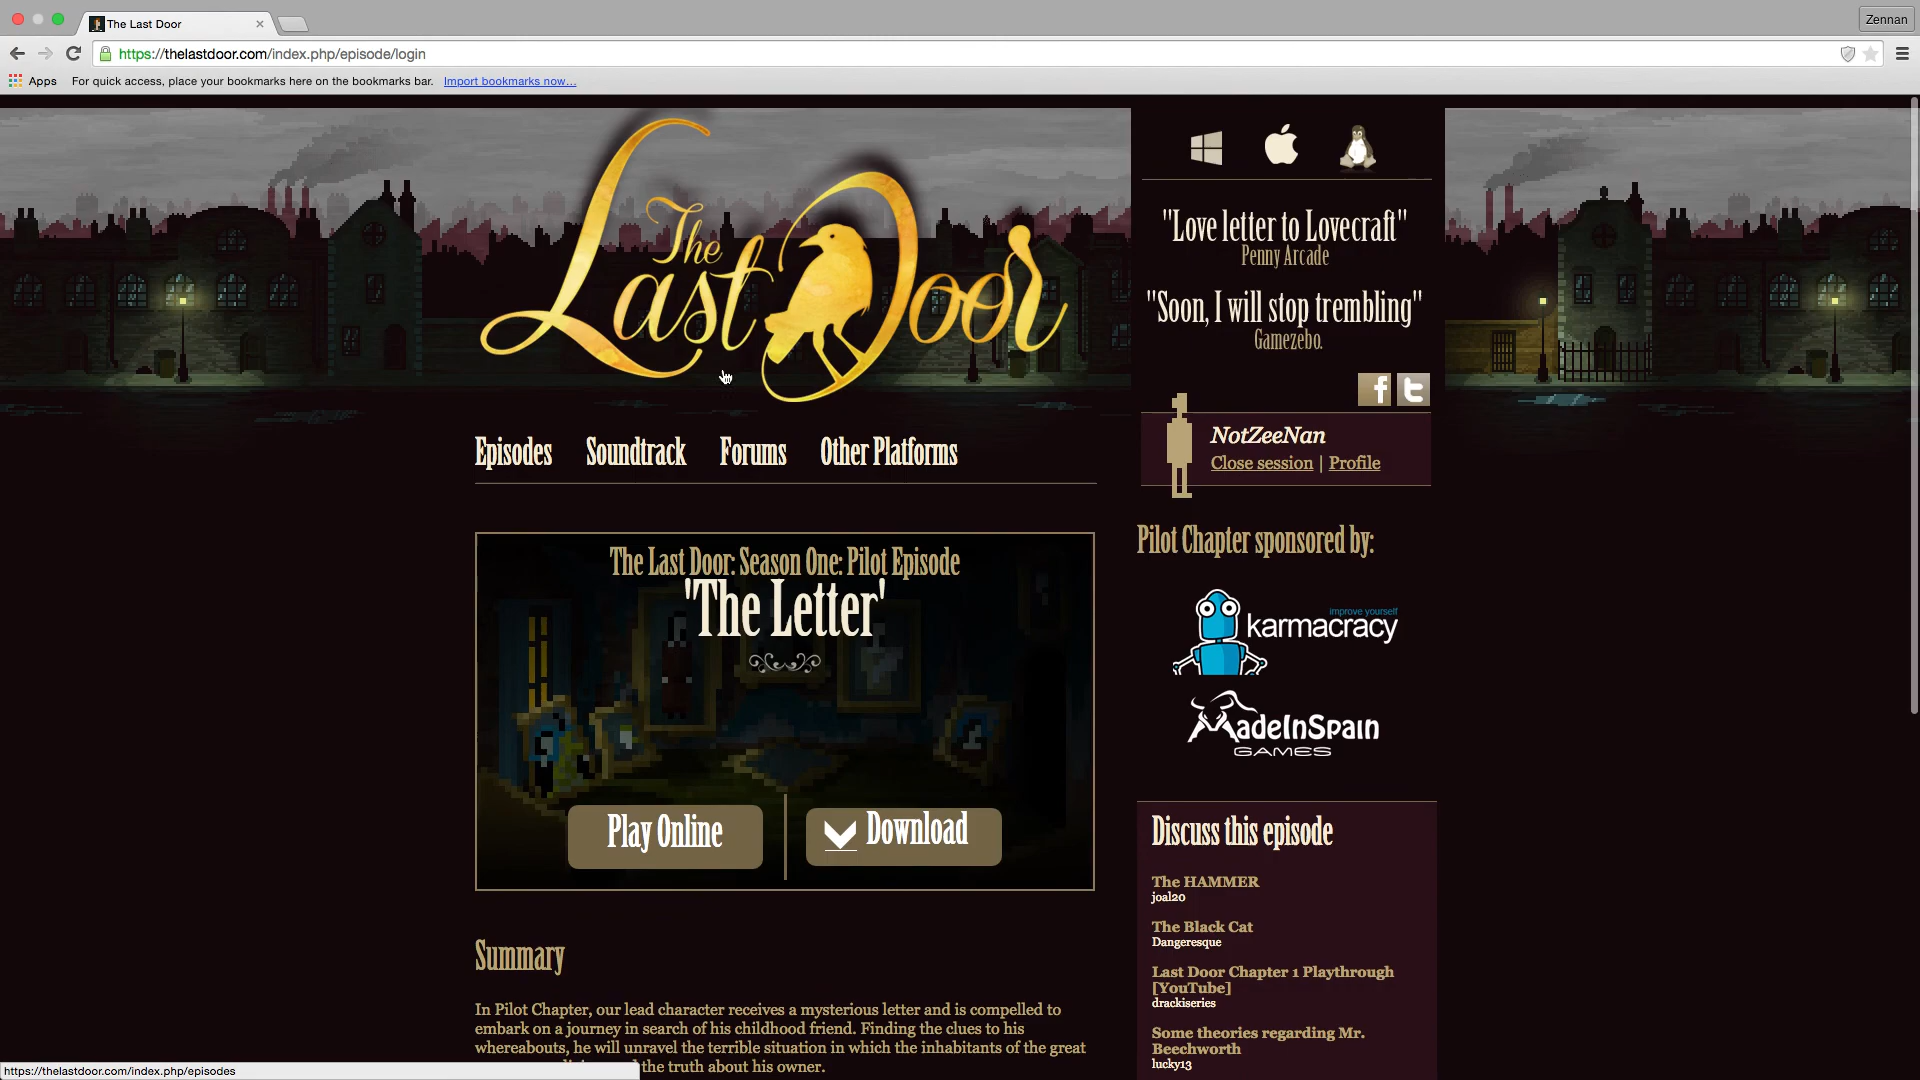 The Last Door
Zennan
https://thelastdoor.com/index.php/episode/login
Apps
For quick access, place your bookmarks here on the bookmarks bar.
Import bookmarks now...
The
Last Door
"Love letter to Lovecraft"
Penny Arcade
"Soon, I will stop trembling"
Gamezebo.
f t
NotZeeNan
Close session | Profile
Episodes
Soundtrack
Forums
Other Platforms
The Last Door: Season One: Pilot Episode
'The Letter'
Play Online
Download
Summary
In Pilot Chapter, our lead character receives a mysterious letter and is compelled to
embark on a journey in search of his childhood friend. Finding the clues to his
whereabouts, he will unravel the terrible situation in which the inhabitants of the great
the truth about his owner.
Pilot Chapter sponsored by:
improve yourself
karmacracy
MadeInSpain
GAMES
Discuss this episode
The HAMMER
joal20
The Black Cat
Dangeresque
Last Door Chapter 1 Playthrough
[YouTube]
drackiseries
Some theories regarding Mr.
Beechworth
lucky13
https://thelastdoor.com/index.php/episodes